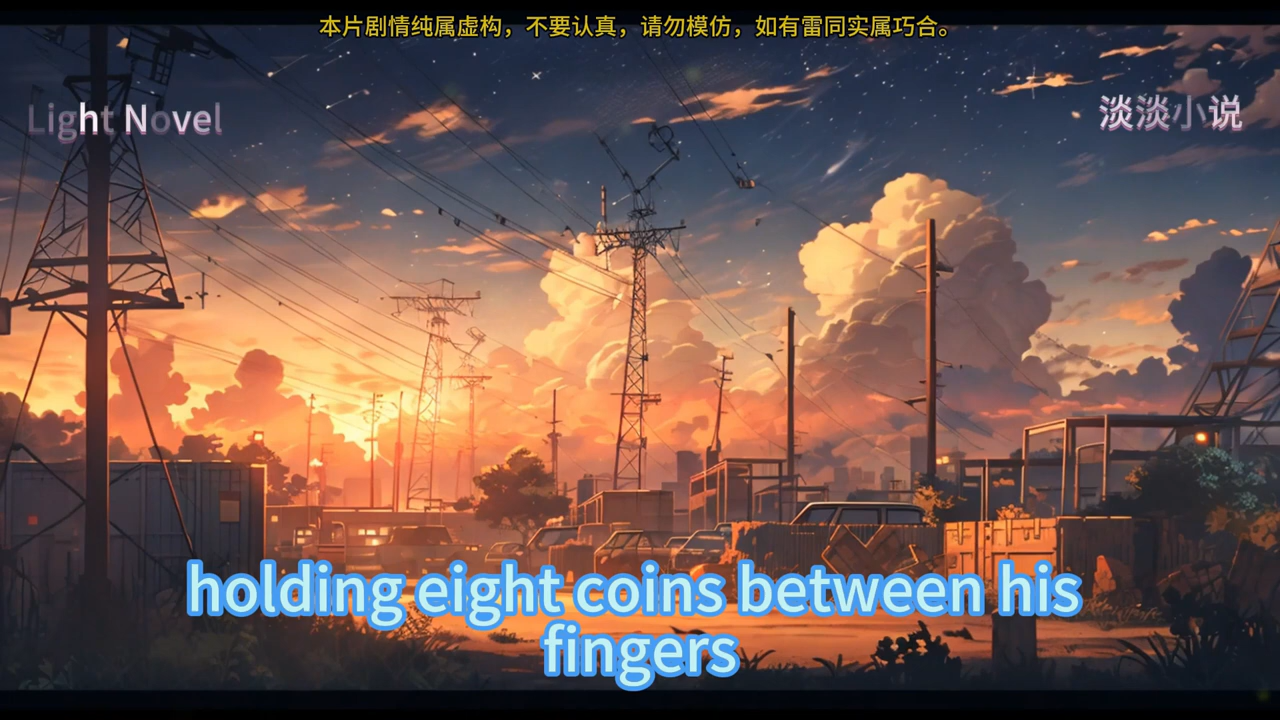 本片剧情纯属虚构，不要认真，请勿模仿，如有雷同实属巧合。
Light Novel
淡淡小说
holding eight coins between his
fingers